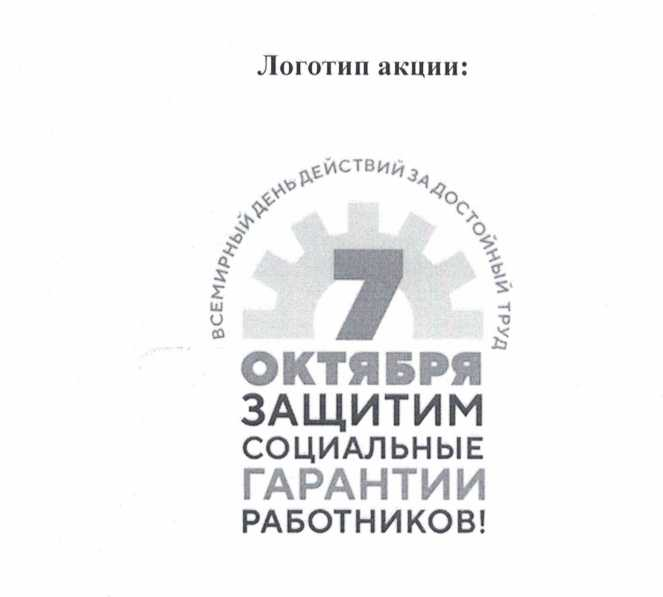 Логотип акции:
ВСЕМИРНЫЙ ДЕНЬ ДЕЙСТВИЙ ЗА ДОСТОЙНЫЙ ТРУД
7
ОКТЯБРЯ
ЗАЩИТИМ
СОЦИАЛЬНЫЕ
ГАРАНТИИ
РАБОТНИКОВ!